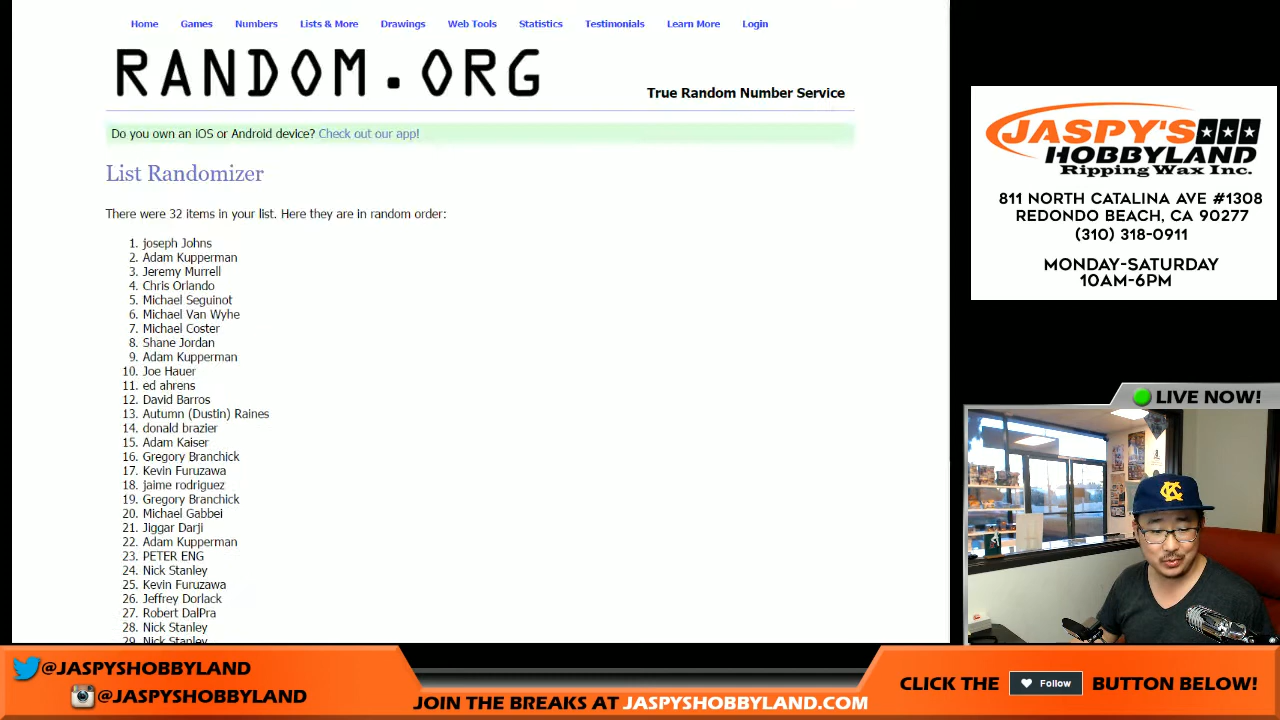 Home Games Numbers Lists & More Drawings Web Tools Statistics Testimonials Learn More Login
RANDOM.ORG
True Random Number Service
Do you own an iOS or Android device? Check out our app!
List Randomizer
There were 32 items in your list. Here they are in random order:
1. joseph Johns
2. Adam Kupperman
3. Jeremy Murrell
4. Chris Orlando
5. Michael Seguinot
6. Michael Van Wyhe
7. Michael Coster
8. Shane Jordan
9. Adam Kupperman
10. Joe Hauer
11. ed ahrens
12. David Barros
13. Autumn (Dustin) Raines
14. donald brazier
15. Adam Kaiser
16. Gregory Branchick
17. Kevin Furuzawa
18. jaime rodriguez
19. Gregory Branchick
20. Michael Gabbei
21. Jiggar Darji
22. Adam Kupperman
23. PETER ENG
24. Nick Stanley
25. Kevin Furuzawa
26. Jeffrey Dorlack
27. Robert DalPra
28. Nick Stanley
29. Nick Stanley
JASPY'S
HOBBYLAND
Ripping Wax Inc.
811 NORTH CATALINA AVE #1308
REDONDO BEACH, CA 90277
(310) 318-0911
MONDAY-SATURDAY
10AM-6PM
LIVE NOW!
KC
@JASPYSHOBBYLAND
@JASPYSHOBBYLAND
JOIN THE BREAKS AT JASPYSHOBBYLAND.COM
CLICK THE Follow BUTTON BELOW!